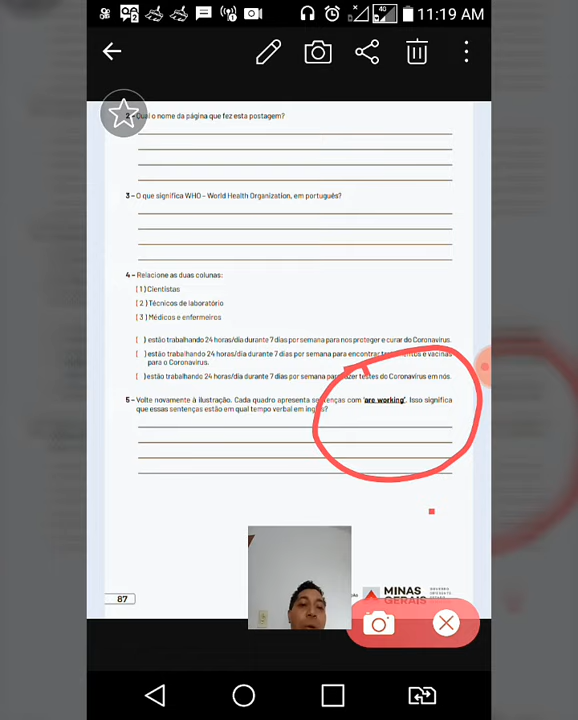 4G
11:19 AM
2 - Qual o nome da página que fez esta postagem?
3 - O que significa WHO – World Health Organization, em português?
4 - Relacione as duas colunas:
[ 1 ] Cientistas
[ 2 ] Técnicos de laboratório
[ 3 ] Médicos e enfermeiros
[ ] estão trabalhando 24 horas/dia durante 7 dias por semana para nos proteger e curar do Coronavírus.
[ ] estão trabalhando 24 horas/dia durante 7 dias por semana para encontrar tratamentos e vacinas
para o Coronavírus.
[ ] estão trabalhando 24 horas/dia durante 7 dias por semana para fazer testes do Coronavírus em nós.
5 - Volte novamente à ilustração. Cada quadro apresenta sentenças com 'are working'. Isso significa
que essas sentenças estão em qual tempo verbal em inglês?
87
MINAS
GERAIS